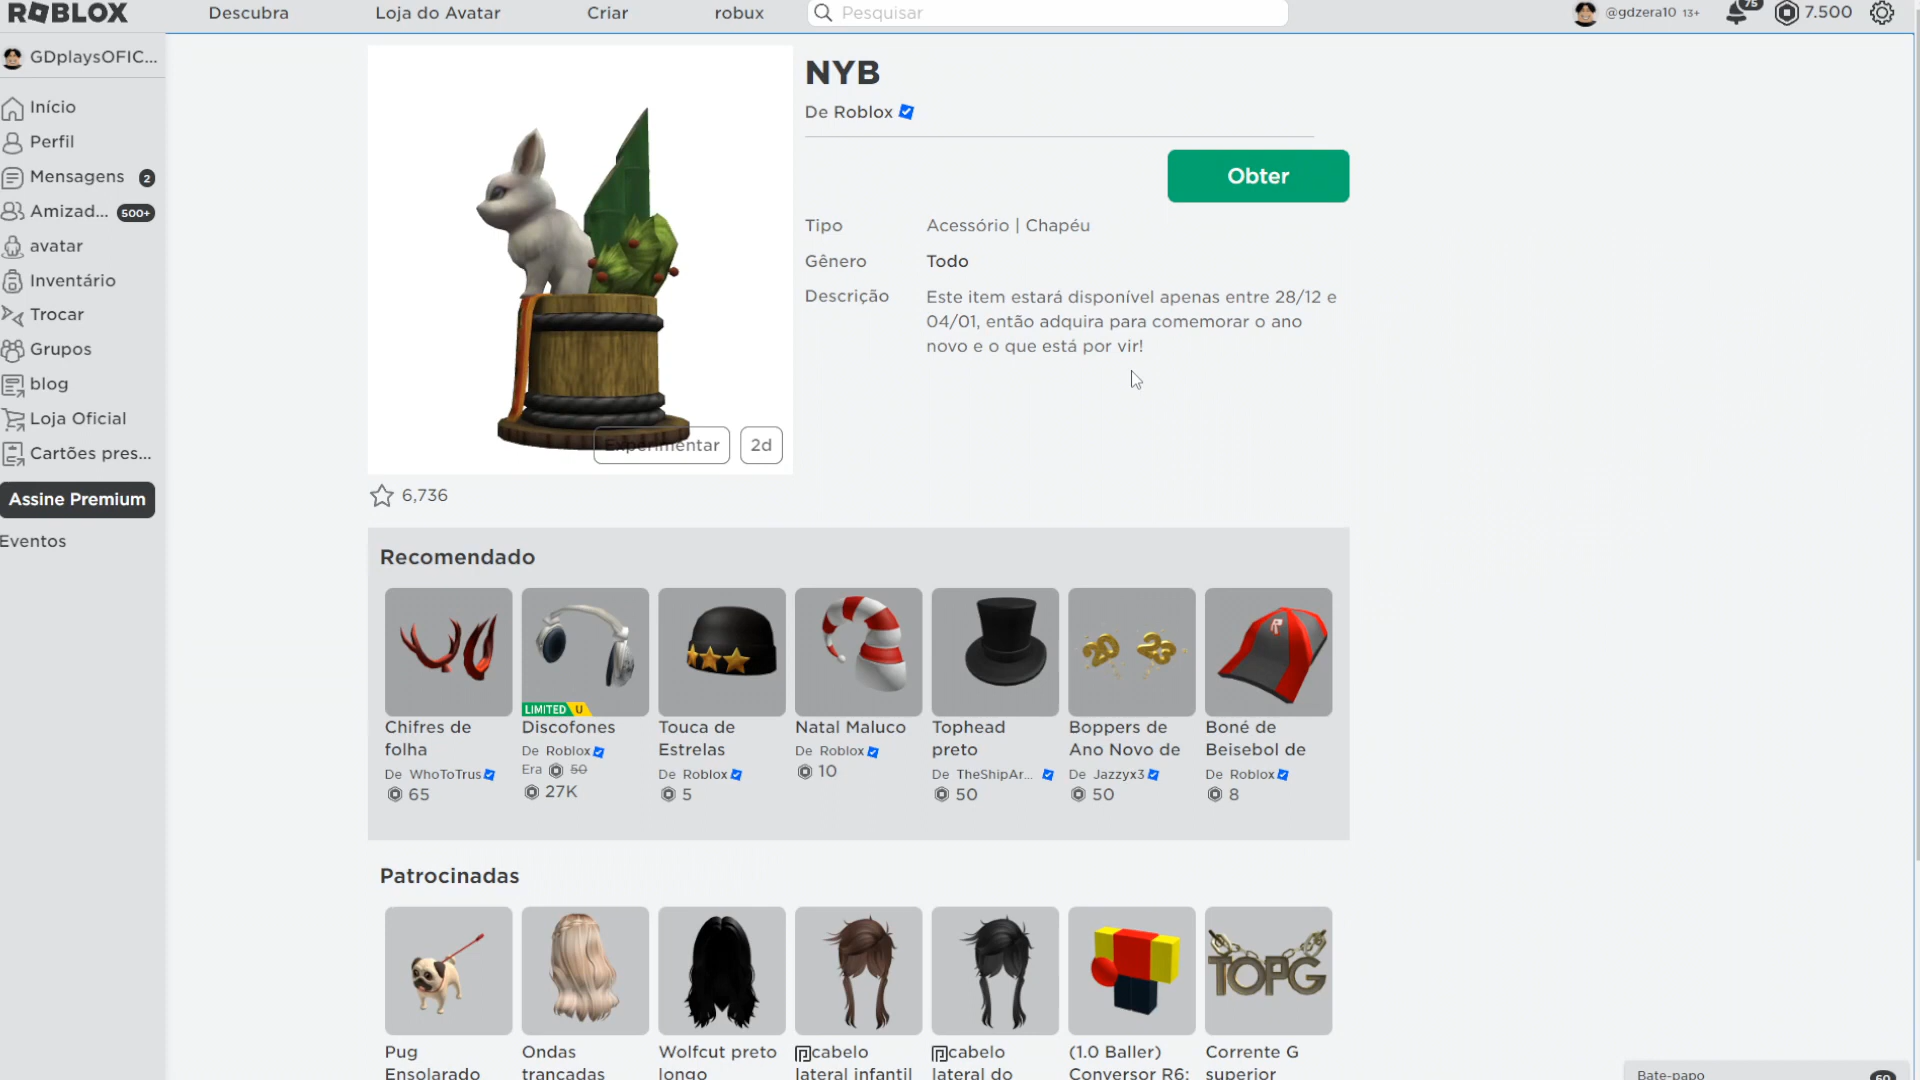 ROBLOX
Descubra
Loja do Avatar
Criar
robux
Pesquisar
@gdzera10 13+
75
7.500
GDplaysOFIC...
Início
Perfil
Mensagens 2
Amizad... 500+
avatar
Inventário
Trocar
Grupos
blog
Loja Oficial
Cartões pres...
Assine Premium
Eventos
NYB
De Roblox
Obter
Tipo Acessório | Chapéu
Gênero Todo
Descrição Este item estará disponível apenas entre 28/12 e
04/01, então adquira para comemorar o ano
novo e o que está por vir!
Experimentar
2d
6,736
Recomendado
Chifres de
folha
De WhoToTrus
65
LIMITED U
Discofones
De Roblox
Era 50
27K
Touca de
Estrelas
De Roblox
5
Natal Maluco
De Roblox
10
Tophead
preto
De TheShipAr...
50
20 23
Boppers de
Ano Novo de
De Jazzyx3
50
Boné de
Beisebol de
De Roblox
8
Patrocinadas
TOPG
Pug
Ensolarado
Ondas
trançadas
Wolfcut preto
longo
cabelo
lateral infantil
cabelo
lateral do
(1.0 Baller)
Conversor R6:
Corrente G
superior
Bate-papo
60